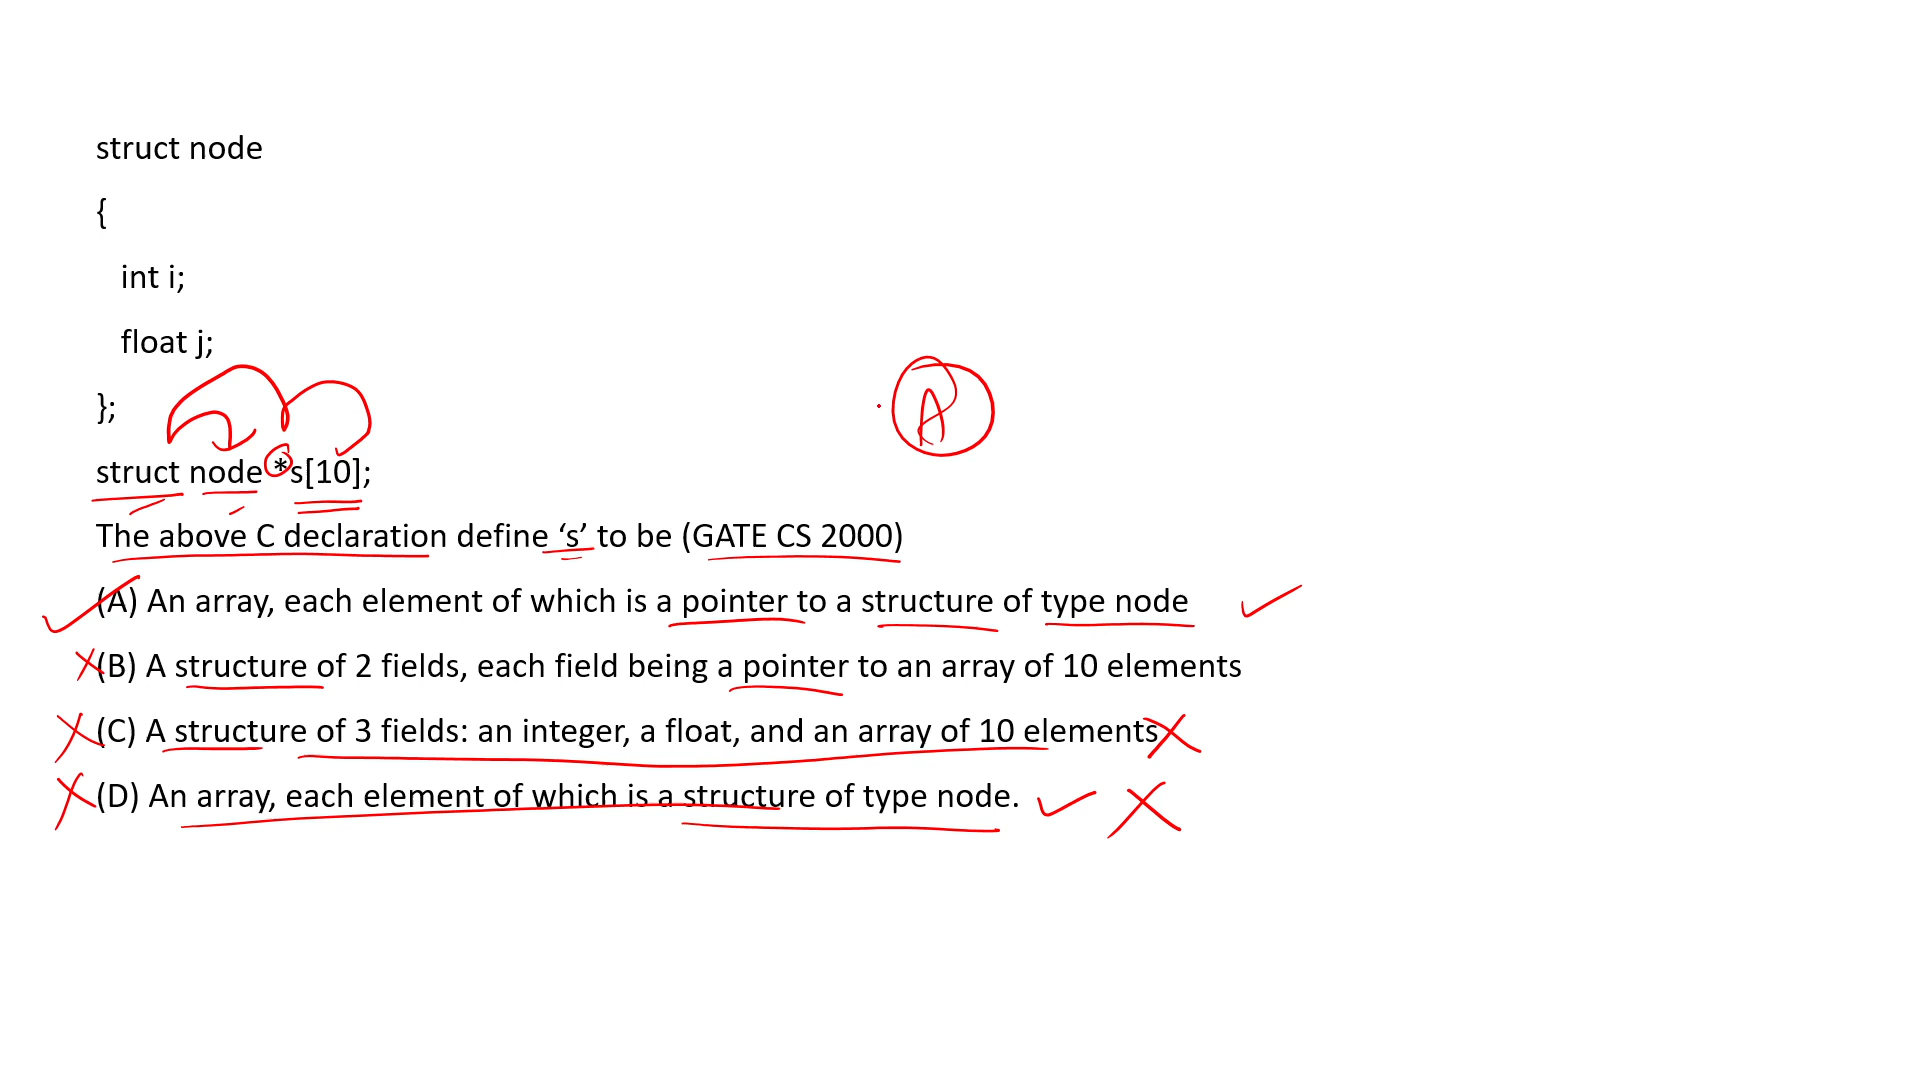 struct node
{
int i;
float j;
};
A
struct node *s[10];
The above C declaration define ‘s’ to be (GATE CS 2000)
(A) An array, each element of which is a pointer to a structure of type node
(B) A structure of 2 fields, each field being a pointer to an array of 10 elements
(C) A structure of 3 fields: an integer, a float, and an array of 10 elements
(D) An array, each element of which is a structure of type node.